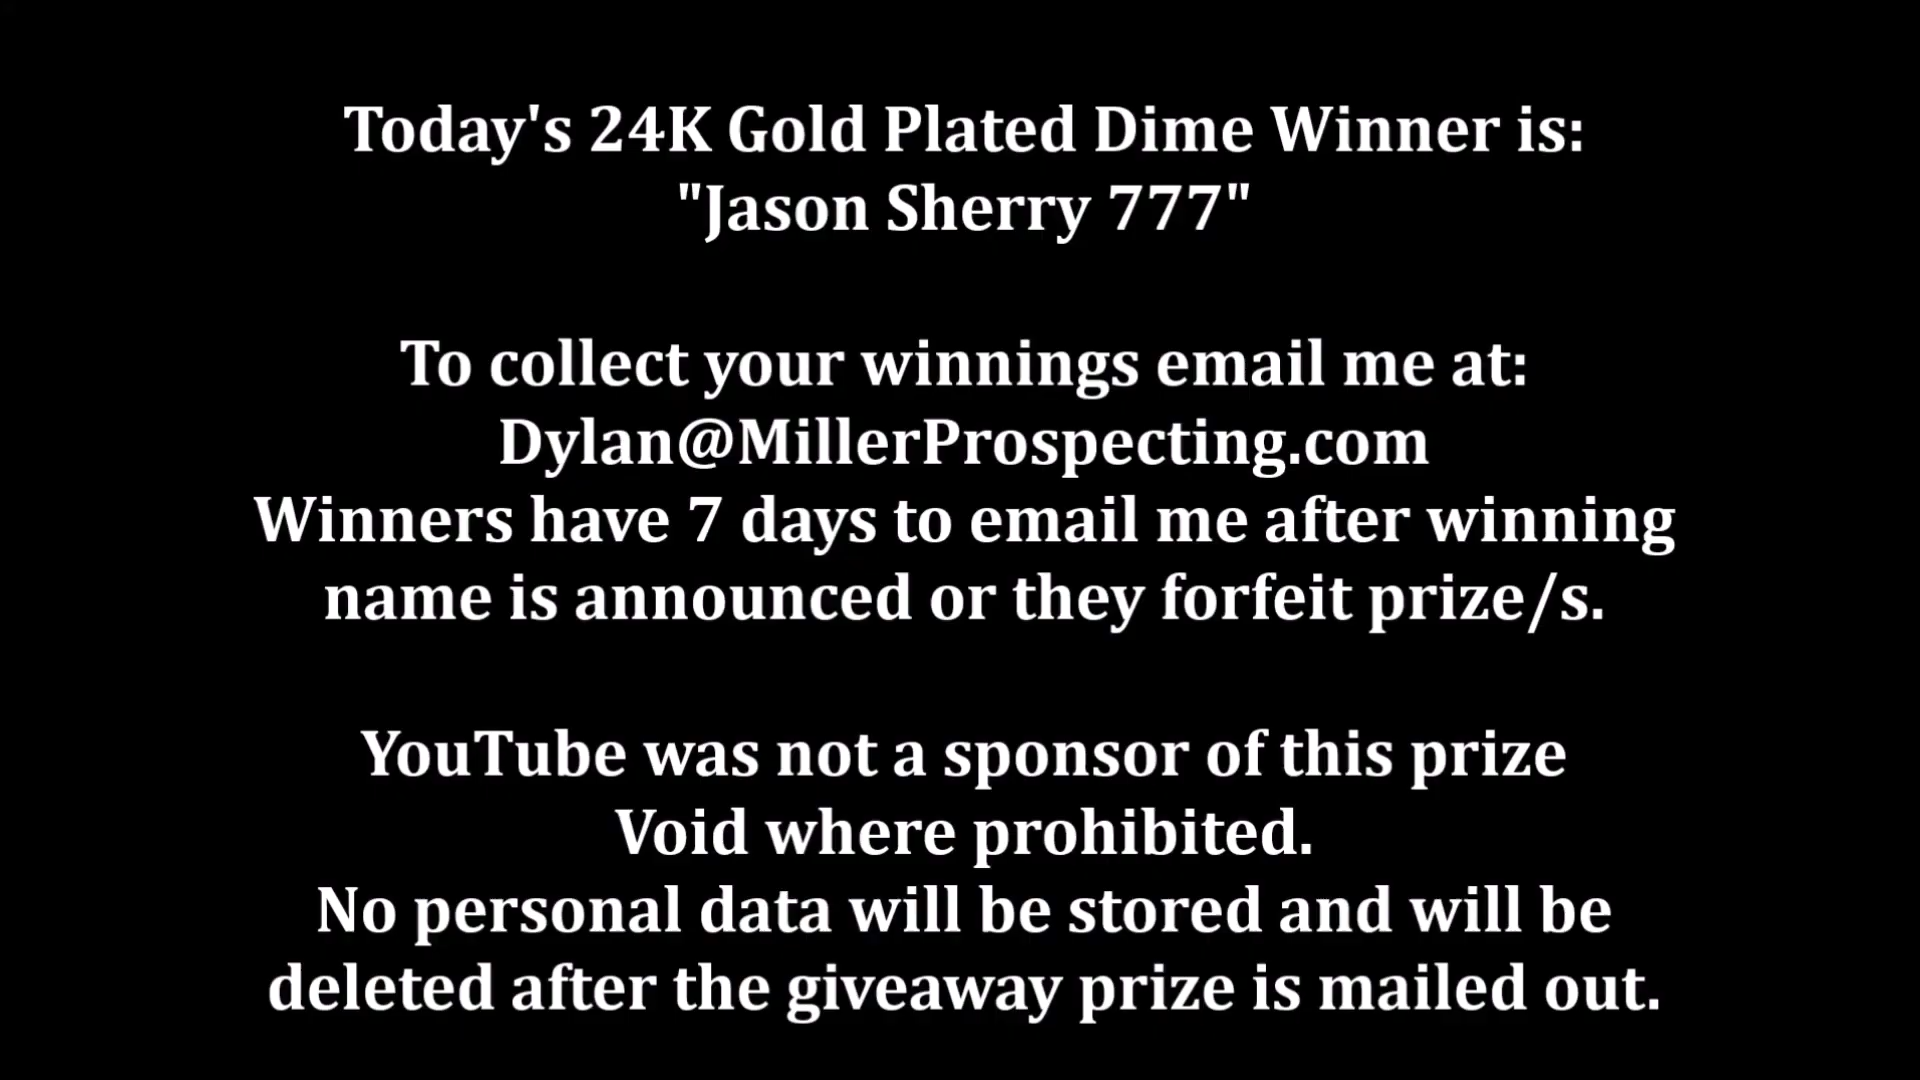 Today's 24K Gold Plated Dime Winner is:
"Jason Sherry 777"
To collect your winnings email me at:
Dylan@MillerProspecting.com
Winners have 7 days to email me after winning
name is announced or they forfeit prize/s.
YouTube was not a sponsor of this prize
Void where prohibited.
No personal data will be stored and will be
deleted after the giveaway prize is mailed out.